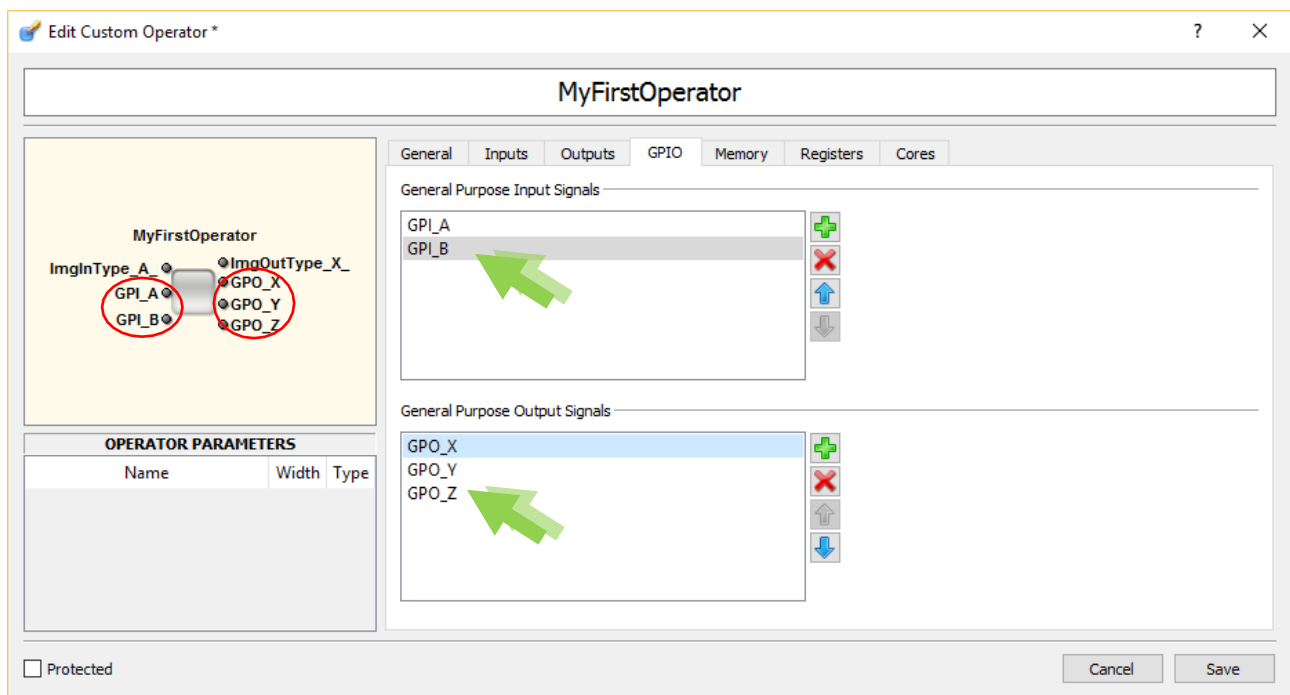 Edit Custom Operator *
?
MyFirstOperator
MyFirstOperator
ImgInType_A_
GPI_A
GPI_B
ImgOutType_X_
GPO_X
GPO_Y
GPO_Z
OPERATOR PARAMETERS
Name Width Type
General Inputs Outputs GPIO Memory Registers Cores
General Purpose Input Signals
GPI_A
GPI_B
General Purpose Output Signals
GPO_X
GPO_Y
GPO_Z
Protected
Cancel Save